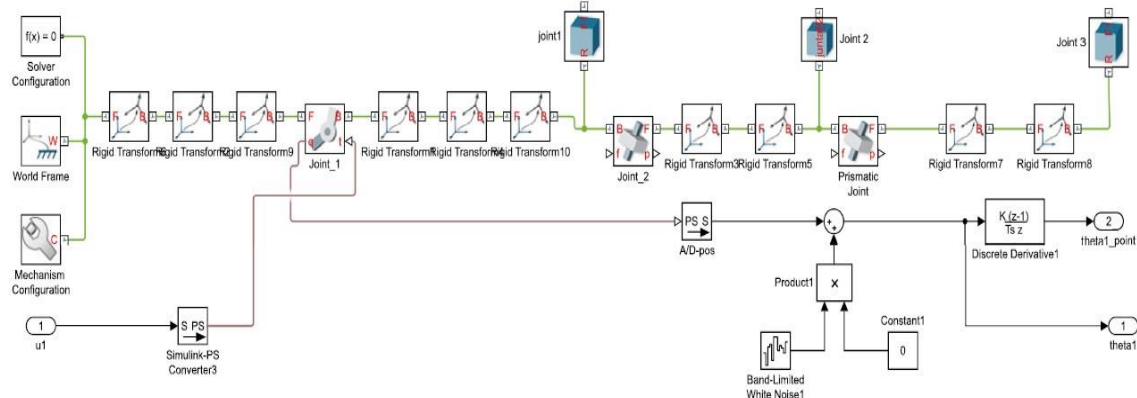 f(x) = 0
Solver
Configuration
W
World Frame
C
Mechanism
Configuration
1
u1
S PS
Simulink-PS
Converter3
F B
F B
F B
Rigid Transform9
F B
q t
Joint_1
F B
F B
F B
Rigid Transform10
joint1
R
B F
f p
Joint_2
F B
F B
Rigid Transform3
Rigid Transform5
Joint 2
B F
f p
Prismatic
Joint
F B
Rigid Transform7
F B
Rigid Transform8
Joint 3
R
PS S
A/D-pos
+
+
K (z-1)
Ts z
Discrete Derivative1
2
theta1_point
Product1
X
Constant1
0
Band-Limited
White Noise1
1
theta1